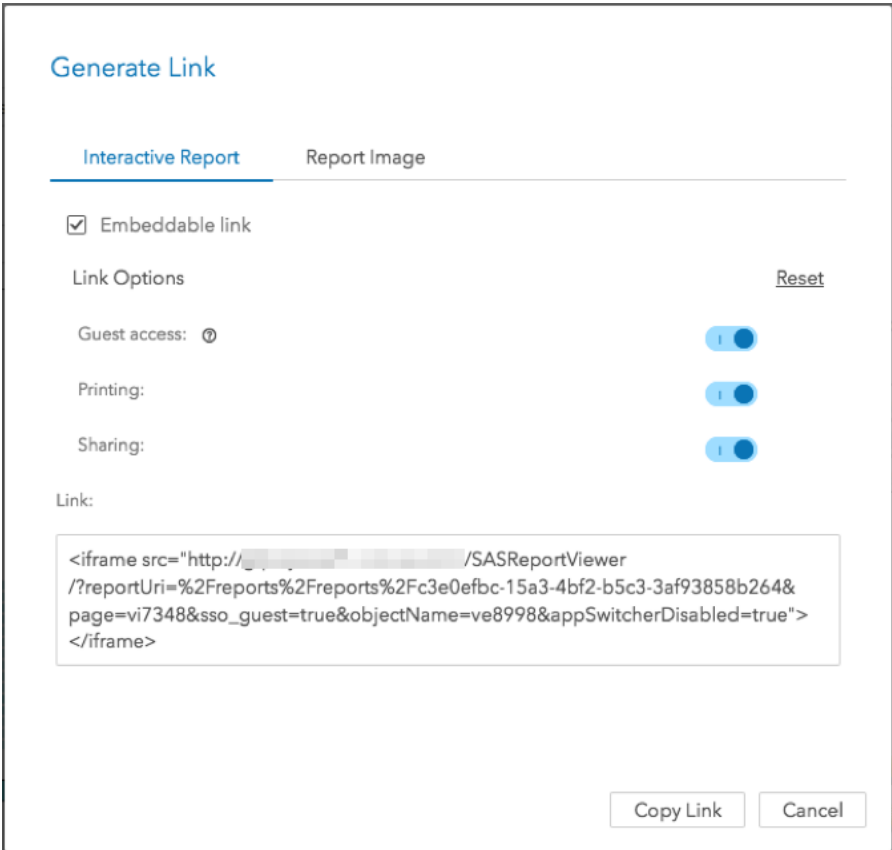 Generate Link
Interactive Report Report Image
Embeddable link
Link Options Reset
Guest access: ?
Printing:
Sharing:
Link:
<iframe src="http:// /SASReportViewer
/?reportUri=%2Freports%2Freports%2Fc3e0efbc-15a3-4bf2-b5c3-3af93858b264&
page=vi7348&sso_guest=true&objectName=ve8998&appSwitcherDisabled=true">
</iframe>
Copy Link Cancel